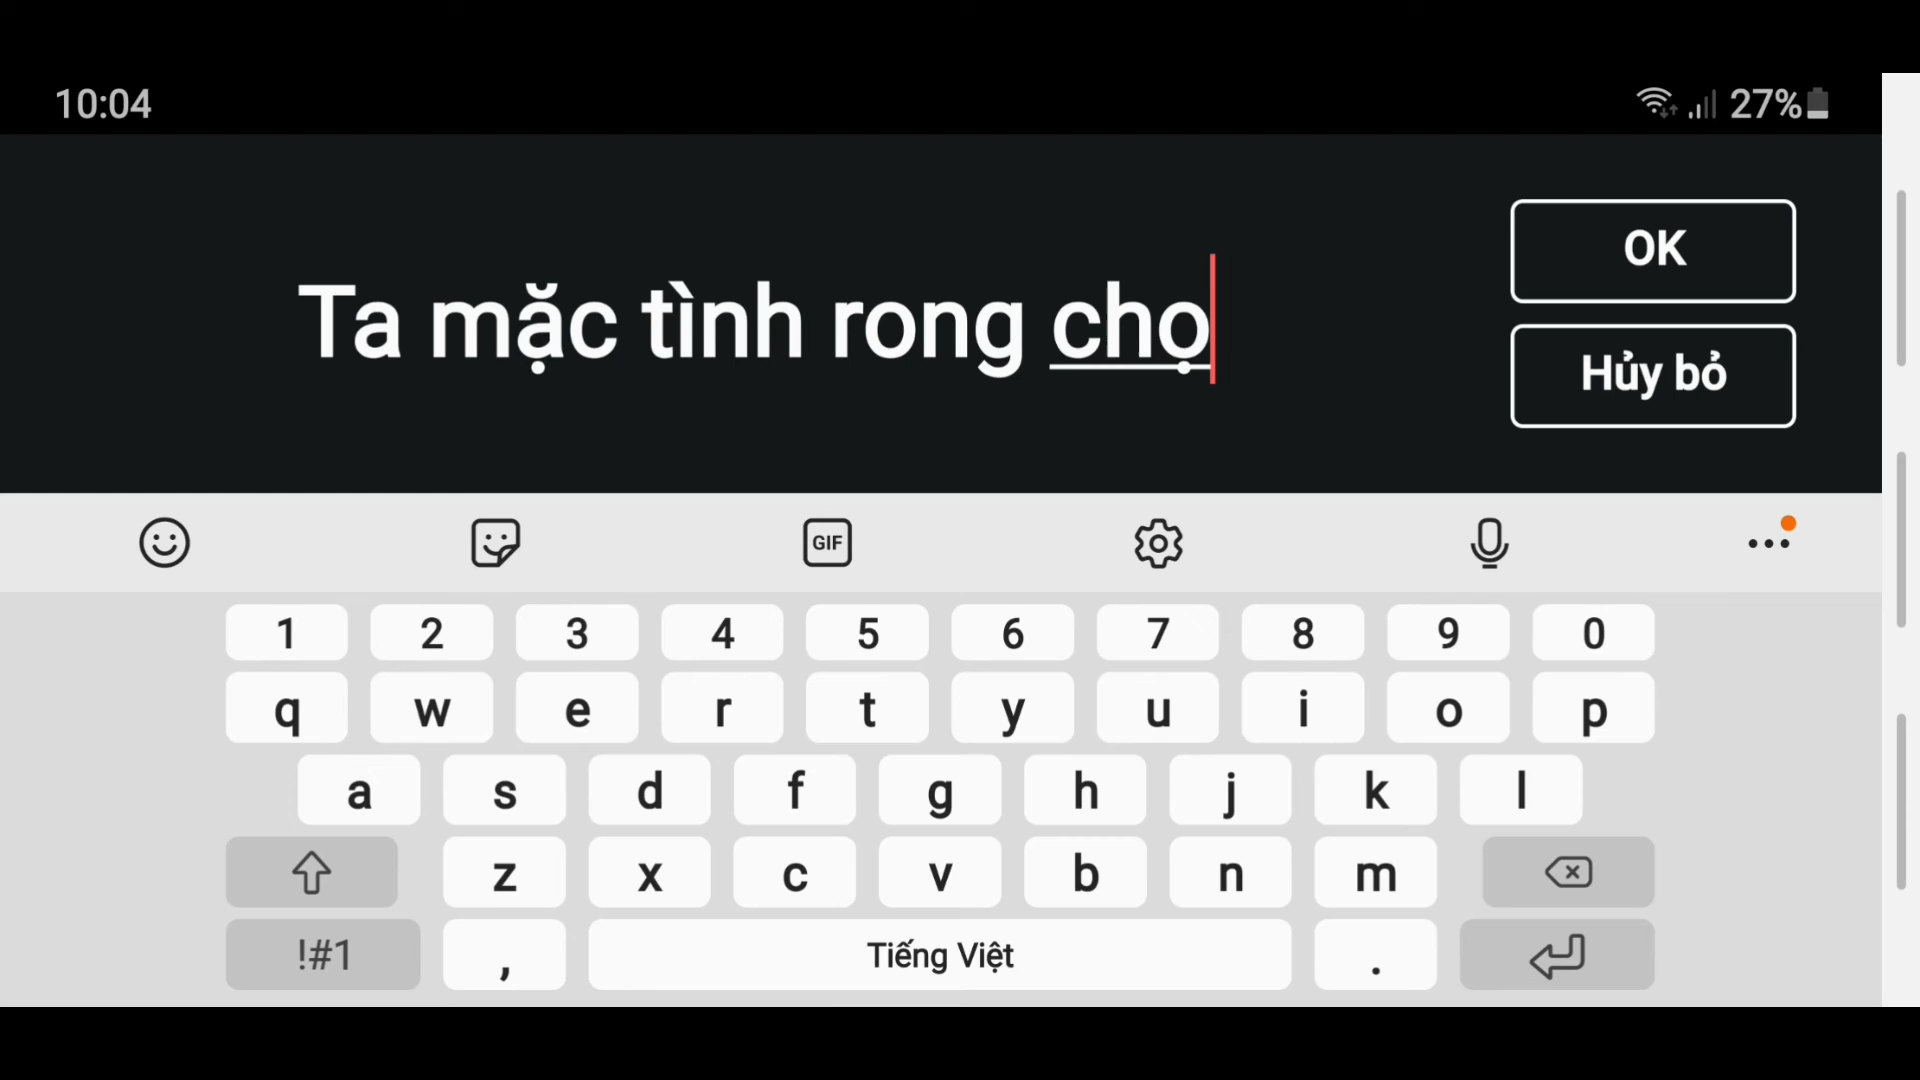 10:04
27%
OK
Ta mặc tình rong chọ
Hủy bỏ
GIF
1 2 3 4 5 6 7 8 9 0
q w e r t y u i o p
a s d f g h j k l
z x c v b n m
!#1 , Tiếng Việt .